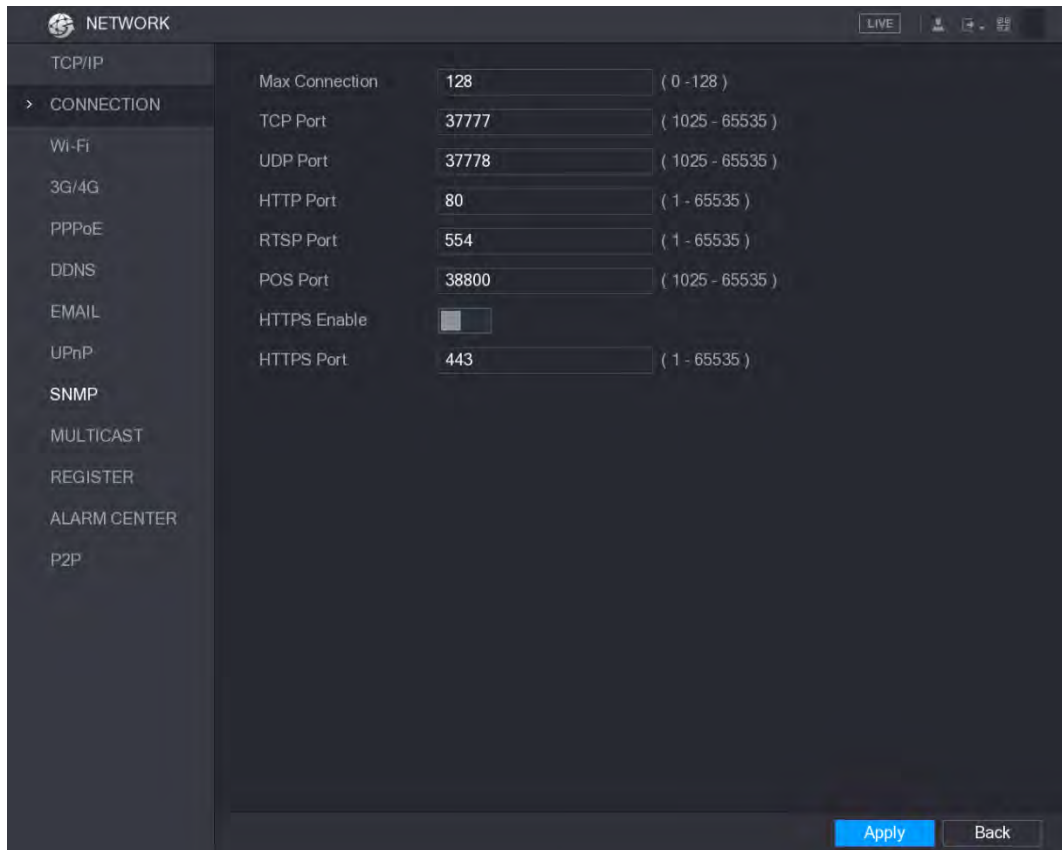 NETWORK
LIVE
TCP/IP
CONNECTION
Wi-Fi
3G/4G
PPPoE
DDNS
EMAIL
UPnP
SNMP
MULTICAST
REGISTER
ALARM CENTER
P2P
Max Connection 128 ( 0 -128 )
TCP Port 37777 ( 1025 - 65535 )
UDP Port 37778 ( 1025 - 65535 )
HTTP Port 80 ( 1 - 65535 )
RTSP Port 554 ( 1 - 65535 )
POS Port 38800 ( 1025 - 65535 )
HTTPS Enable
HTTPS Port 443 ( 1 - 65535 )
Apply Back